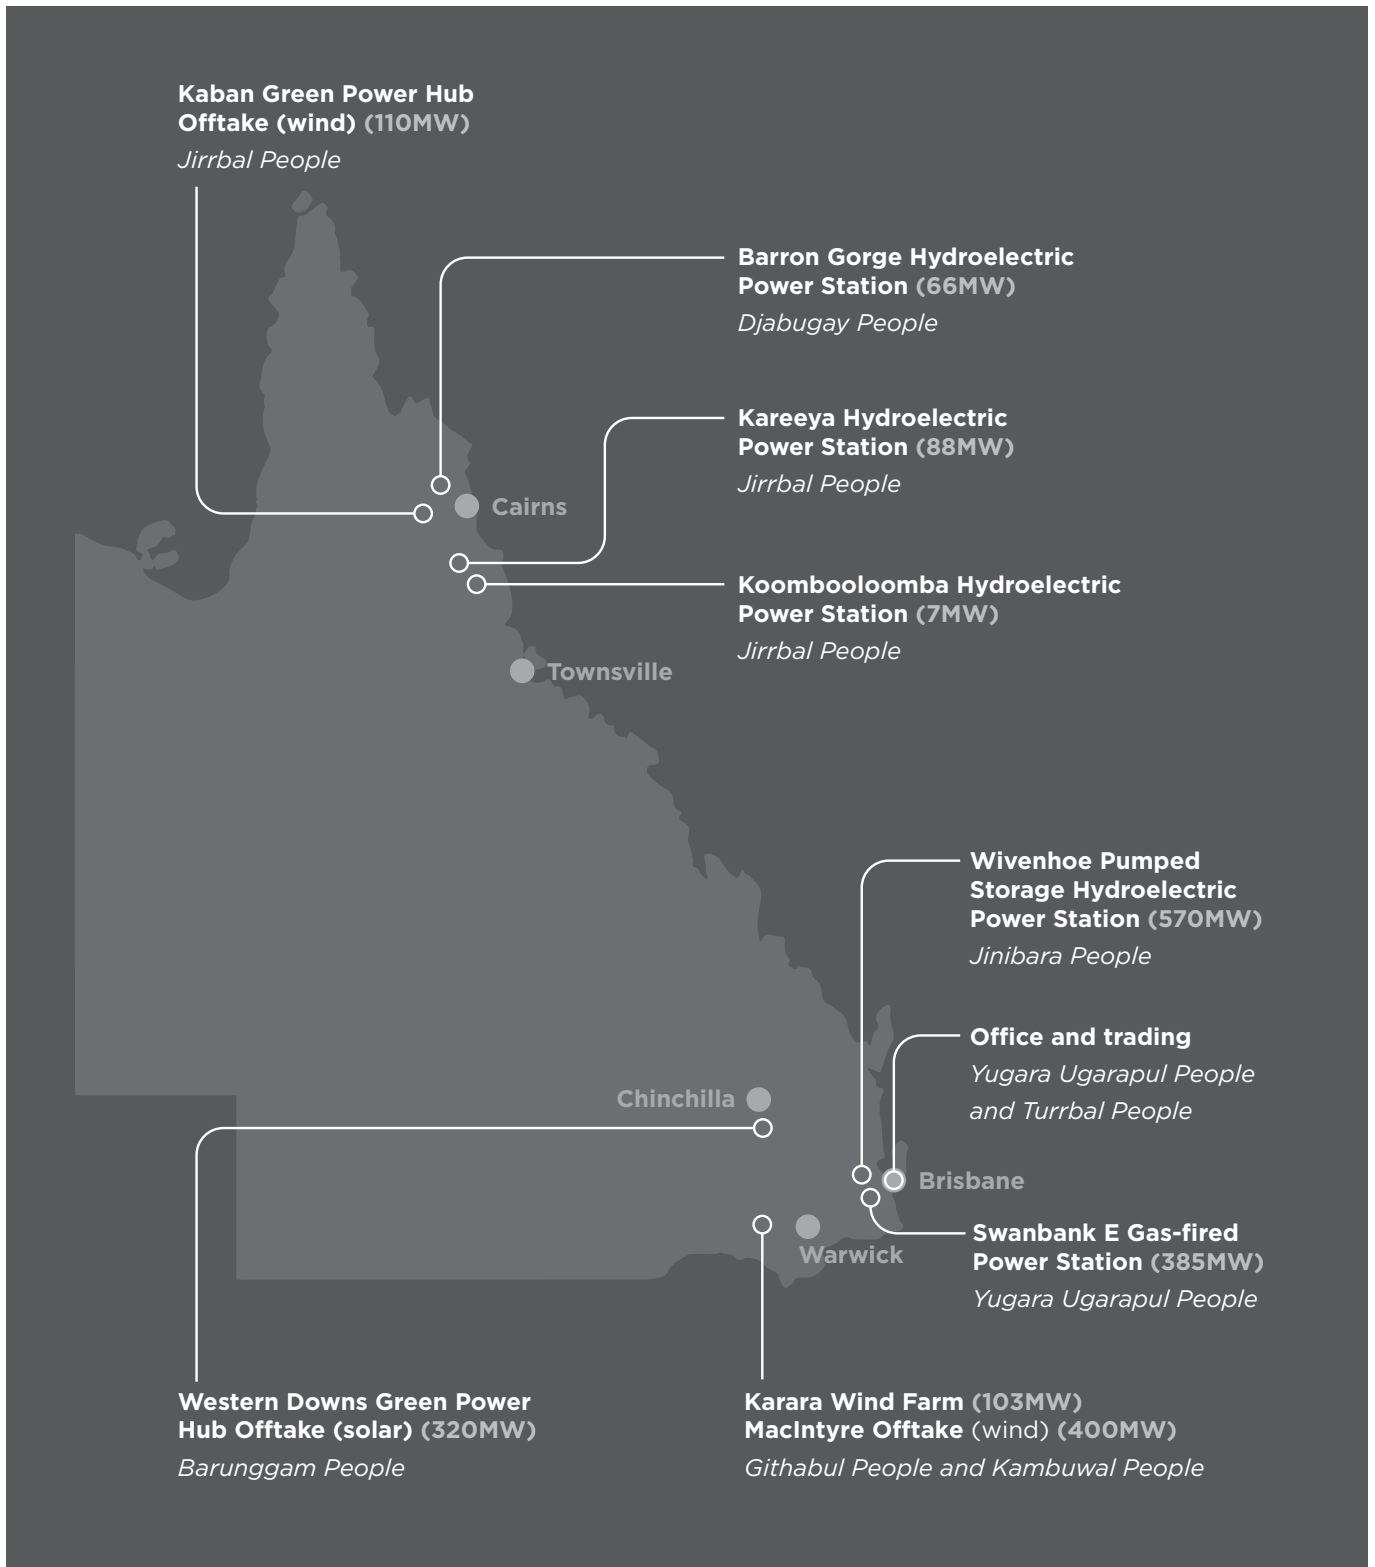 Kaban Green Power Hub
Offtake (wind) (110MW)
Jirrbal People
Barron Gorge Hydroelectric
Power Station (66MW)
Djabugay People
Kareeya Hydroelectric
Power Station (88MW)
Jirrbal People
Cairns
Koombooloomba Hydroelectric
Power Station (7MW)
Jirrbal People
Townsville
Wivenhoe Pumped
Storage Hydroelectric
Power Station (570MW)
Jinibara People
Office and trading
Yugara Ugarapul People
and Turrbal People
Chinchilla
Brisbane
Swanbank E Gas-fired
Power Station (385MW)
Yugara Ugarapul People
Warwick
Western Downs Green Power
Hub Offtake (solar) (320MW)
Barunggam People
Karara Wind Farm (103MW)
MacIntyre Offtake (wind) (400MW)
Githabul People and Kambuwal People